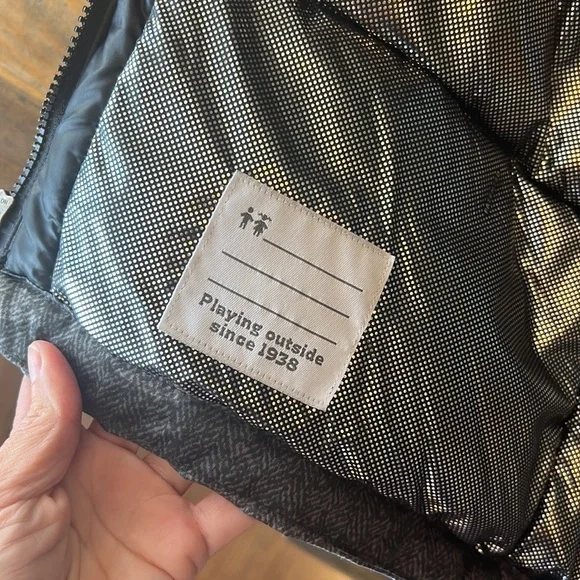 Playing outside
since 1938